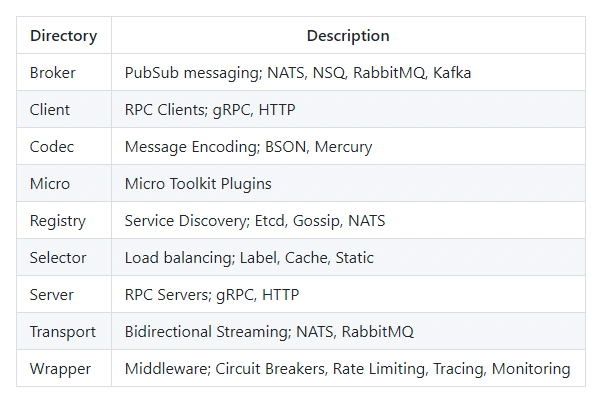 Directory Description
Broker PubSub messaging; NATS, NSQ, RabbitMQ, Kafka
Client RPC Clients; gRPC, HTTP
Codec Message Encoding; BSON, Mercury
Micro Micro Toolkit Plugins
Registry Service Discovery; Etcd, Gossip, NATS
Selector Load balancing; Label, Cache, Static
Server RPC Servers; gRPC, HTTP
Transport Bidirectional Streaming; NATS, RabbitMQ
Wrapper Middleware; Circuit Breakers, Rate Limiting, Tracing, Monitoring